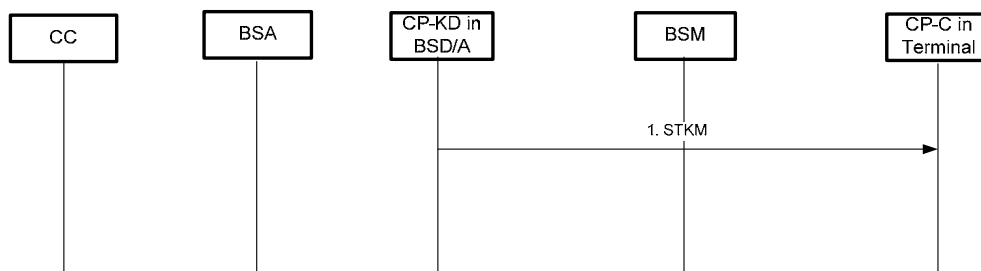 CC
BSA
CP-KD in
BSD/A
BSM
CP-C in
Terminal
1. STKM